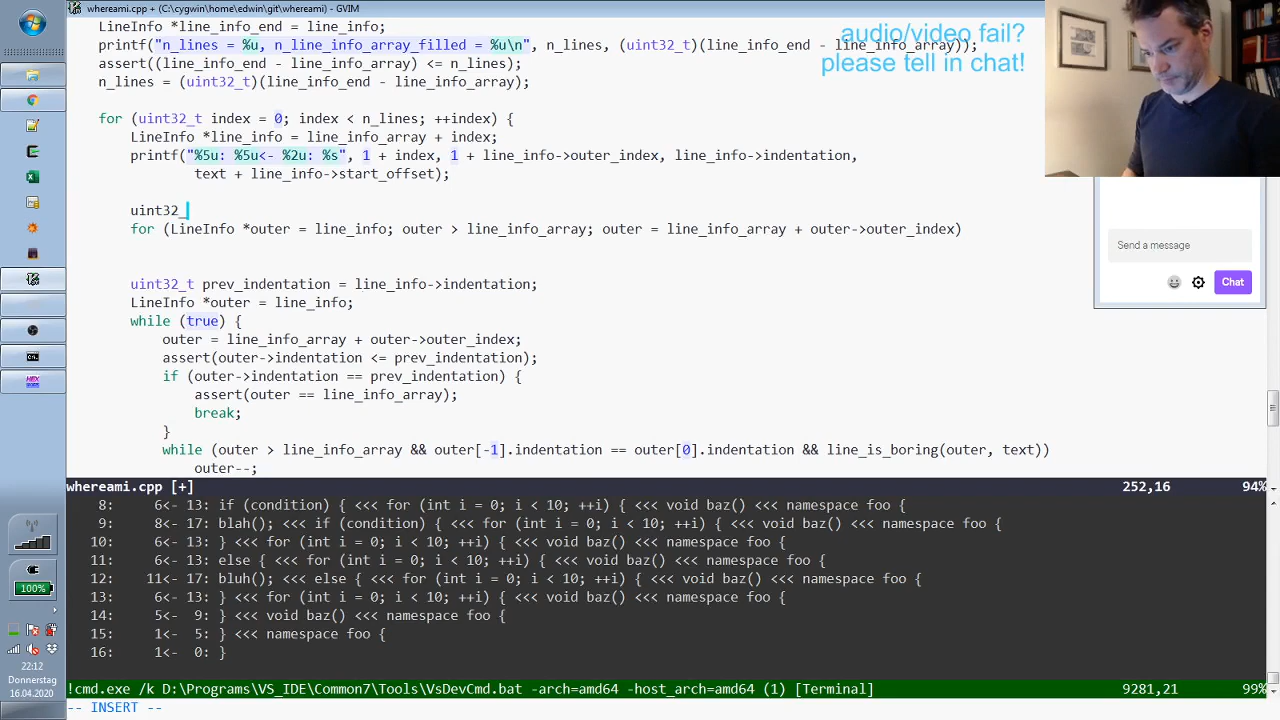 whereami.cpp + (C:\cygwin\home\edwin\git\whereami) - GVIM
LineInfo *line_info_end = line_info;
printf("n_lines = %u, n_line_info_array_filled = %u\n", n_lines, (uint32_t)(line_info_end - line_info_array));
assert((line_info_end - line_info_array) <= n_lines);
n_lines = (uint32_t)(line_info_end - line_info_array);
audio/video fail?
please tell in chat!
for (uint32_t index = 0; index < n_lines; ++index) {
LineInfo *line_info = line_info_array + index;
printf("%5u: %5u<- %2u: %s", 1 + index, 1 + line_info->outer_index, line_info->indentation,
text + line_info->start_offset);
uint32_
for (LineInfo *outer = line_info; outer > line_info_array; outer = line_info_array + outer->outer_index)
uint32_t prev_indentation = line_info->indentation;
LineInfo *outer = line_info;
while (true) {
outer = line_info_array + outer->outer_index;
assert(outer->indentation <= prev_indentation);
if (outer->indentation == prev_indentation) {
assert(outer == line_info_array);
break;
}
while (outer > line_info_array && outer[-1].indentation == outer[0].indentation && line_is_boring(outer, text))
outer--;
whereami.cpp [+] 252,16 94%
8: 6<- 13: if (condition) { <<< for (int i = 0; i < 10; ++i) { <<< void baz() <<< namespace foo {
9: 8<- 17: blah(); <<< if (condition) { <<< for (int i = 0; i < 10; ++i) { <<< void baz() <<< namespace foo {
10: 6<- 13: } <<< for (int i = 0; i < 10; ++i) { <<< void baz() <<< namespace foo {
11: 6<- 13: else { <<< for (int i = 0; i < 10; ++i) { <<< void baz() <<< namespace foo {
12: 11<- 17: bluh(); <<< else { <<< for (int i = 0; i < 10; ++i) { <<< void baz() <<< namespace foo {
13: 6<- 13: } <<< for (int i = 0; i < 10; ++i) { <<< void baz() <<< namespace foo {
14: 5<- 9: } <<< void baz() <<< namespace foo {
15: 1<- 5: } <<< namespace foo {
16: 1<- 0: }
!cmd.exe /k D:\Programs\VS_IDE\Common7\Tools\VsDevCmd.bat -arch=amd64 -host_arch=amd64 (1) [Terminal] 9281,21 99%
-- INSERT --
Send a message
Chat
HEX
100%
22:12
Donnerstag
16.04.2020